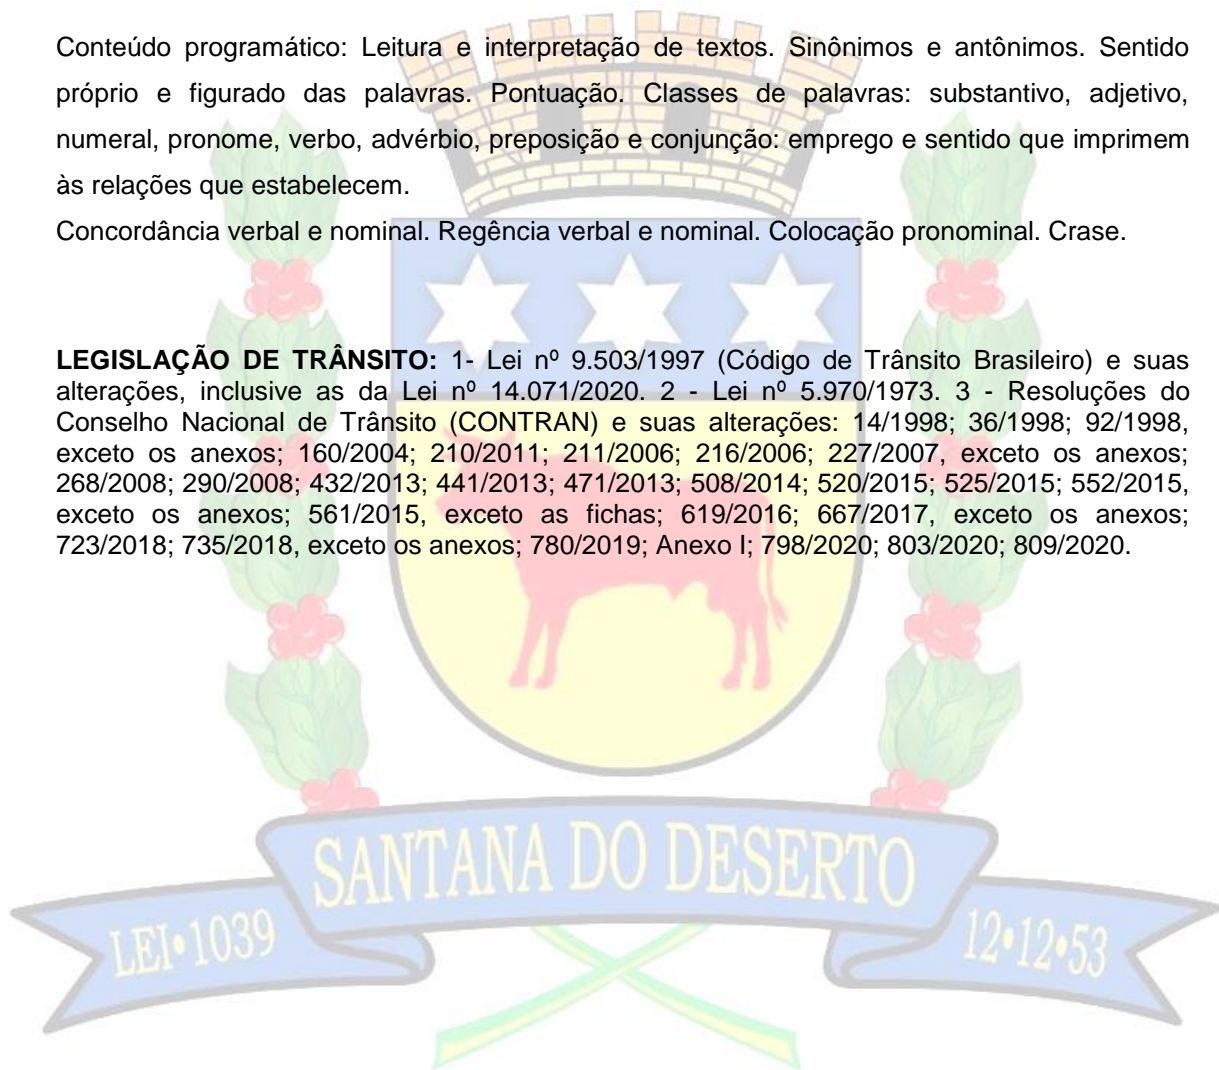 Conteúdo programático: Leitura e interpretação de textos. Sinônimos e antônimos. Sentido
próprio e figurado das palavras. Pontuação. Classes de palavras: substantivo, adjetivo,
numeral, pronome, verbo, advérbio, preposição e conjunção: emprego e sentido que imprimem
às relações que estabelecem.
Concordância verbal e nominal. Regência verbal e nominal. Colocação pronominal. Crase.
LEGISLAÇÃO DE TRÂNSITO: 1- Lei nº 9.503/1997 (Código de Trânsito Brasileiro) e suas
alterações, inclusive as da Lei nº 14.071/2020. 2 - Lei nº 5.970/1973. 3 - Resoluções do
Conselho Nacional de Trânsito (CONTRAN) e suas alterações: 14/1998; 36/1998; 92/1998,
exceto os anexos; 160/2004; 210/2011; 211/2006; 216/2006; 227/2007, exceto os anexos;
268/2008; 290/2008; 432/2013; 441/2013; 471/2013; 508/2014; 520/2015; 525/2015; 552/2015,
exceto os anexos; 561/2015, exceto as fichas; 619/2016; 667/2017, exceto os anexos;
723/2018; 735/2018, exceto os anexos; 780/2019; Anexo I; 798/2020; 803/2020; 809/2020.
SANTANA DO DESERTO
LEI•1039
12•12•53